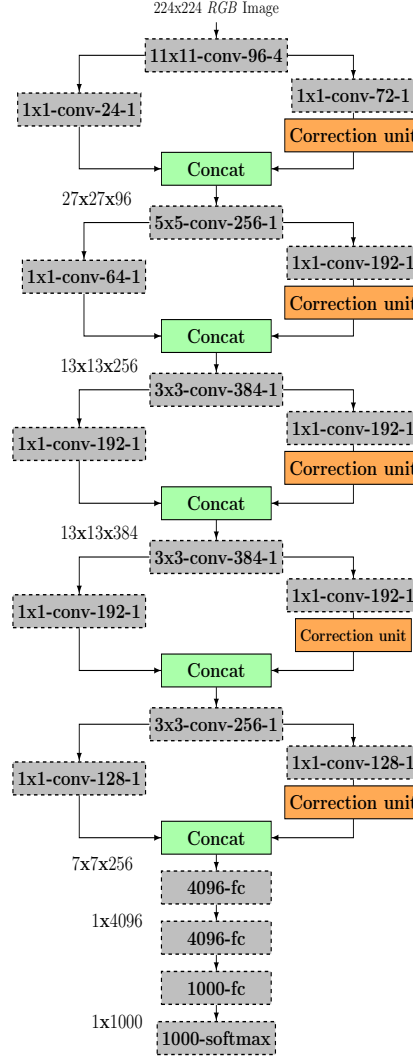 224x224 RGB Image
11x11-conv-96-4
1x1-conv-24-1
1x1-conv-72-1
Correction unit
Concat
27x27x96
5x5-conv-256-1
1x1-conv-64-1
1x1-conv-192-1
Correction unit
Concat
13x13x256
3x3-conv-384-1
1x1-conv-192-1
1x1-conv-192-1
Correction unit
Concat
13x13x384
3x3-conv-384-1
1x1-conv-192-1
1x1-conv-192-1
Correction unit
Concat
3x3-conv-256-1
1x1-conv-128-1
1x1-conv-128-1
Correction unit
Concat
7x7x256
4096-fc
1x4096
4096-fc
1000-fc
1x1000
1000-softmax